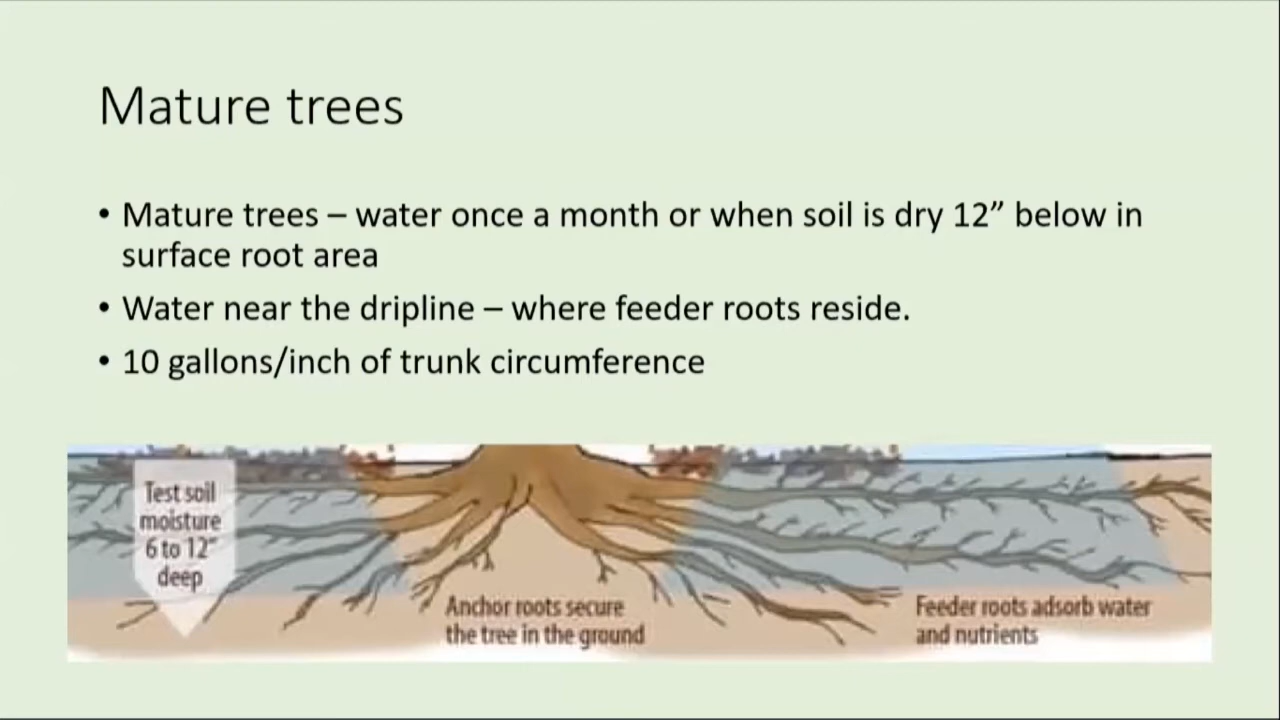 Mature trees
• Mature trees – water once a month or when soil is dry 12” below in
surface root area
• Water near the dripline – where feeder roots reside.
• 10 gallons/inch of trunk circumference
Test soil
moisture
6 to 12"
deep
Anchor roots secure
the tree in the ground
Feeder roots adsorb water
and nutrients